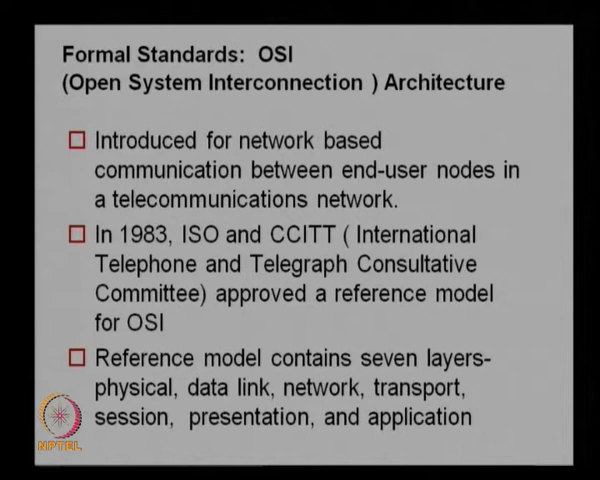 Formal Standards: OSI
(Open System Interconnection ) Architecture
Introduced for network based
communication between end-user nodes in
a telecommunications network.
In 1983, ISO and CCITT ( International
Telephone and Telegraph Consultative
Committee) approved a reference model
for OSI
Reference model contains seven layers-
physical, data link, network, transport,
session, presentation, and application
NPTEL